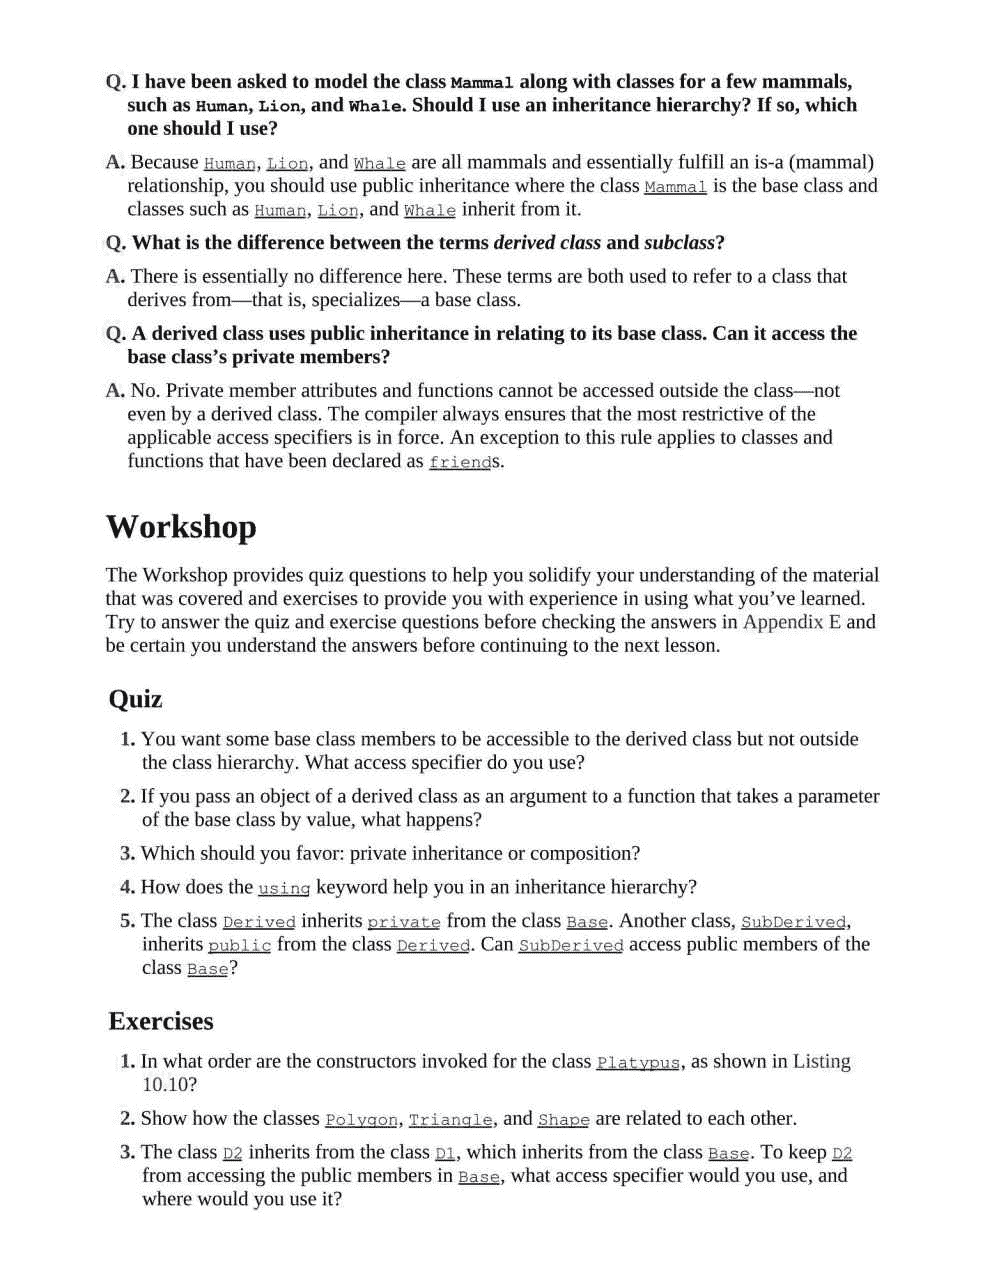 Q. I have been asked to model the class Mammal along with classes for a few mammals,
such as Human, Lion, and Whale. Should I use an inheritance hierarchy? If so, which
one should I use?
A. Because Human, Lion, and Whale are all mammals and essentially fulfill an is-a (mammal)
relationship, you should use public inheritance where the class Mammal is the base class and
classes such as Human, Lion, and Whale inherit from it.
Q. What is the difference between the terms derived class and subclass?
A. There is essentially no difference here. These terms are both used to refer to a class that
derives from—that is, specializes—a base class.
Q. A derived class uses public inheritance in relating to its base class. Can it access the
base class’s private members?
A. No. Private member attributes and functions cannot be accessed outside the class—not
even by a derived class. The compiler always ensures that the most restrictive of the
applicable access specifiers is in force. An exception to this rule applies to classes and
functions that have been declared as friends.
Workshop
The Workshop provides quiz questions to help you solidify your understanding of the material
that was covered and exercises to provide you with experience in using what you’ve learned.
Try to answer the quiz and exercise questions before checking the answers in Appendix E and
be certain you understand the answers before continuing to the next lesson.
Quiz
1. You want some base class members to be accessible to the derived class but not outside
the class hierarchy. What access specifier do you use?
2. If you pass an object of a derived class as an argument to a function that takes a parameter
of the base class by value, what happens?
3. Which should you favor: private inheritance or composition?
4. How does the using keyword help you in an inheritance hierarchy?
5. The class Derived inherits private from the class Base. Another class, SubDerived,
inherits public from the class Derived. Can SubDerived access public members of the
class Base?
Exercises
1. In what order are the constructors invoked for the class Platypus, as shown in Listing
10.10?
2. Show how the classes Polygon, Triangle, and Shape are related to each other.
3. The class D2 inherits from the class D1, which inherits from the class Base. To keep D2
from accessing the public members in Base, what access specifier would you use, and
where would you use it?